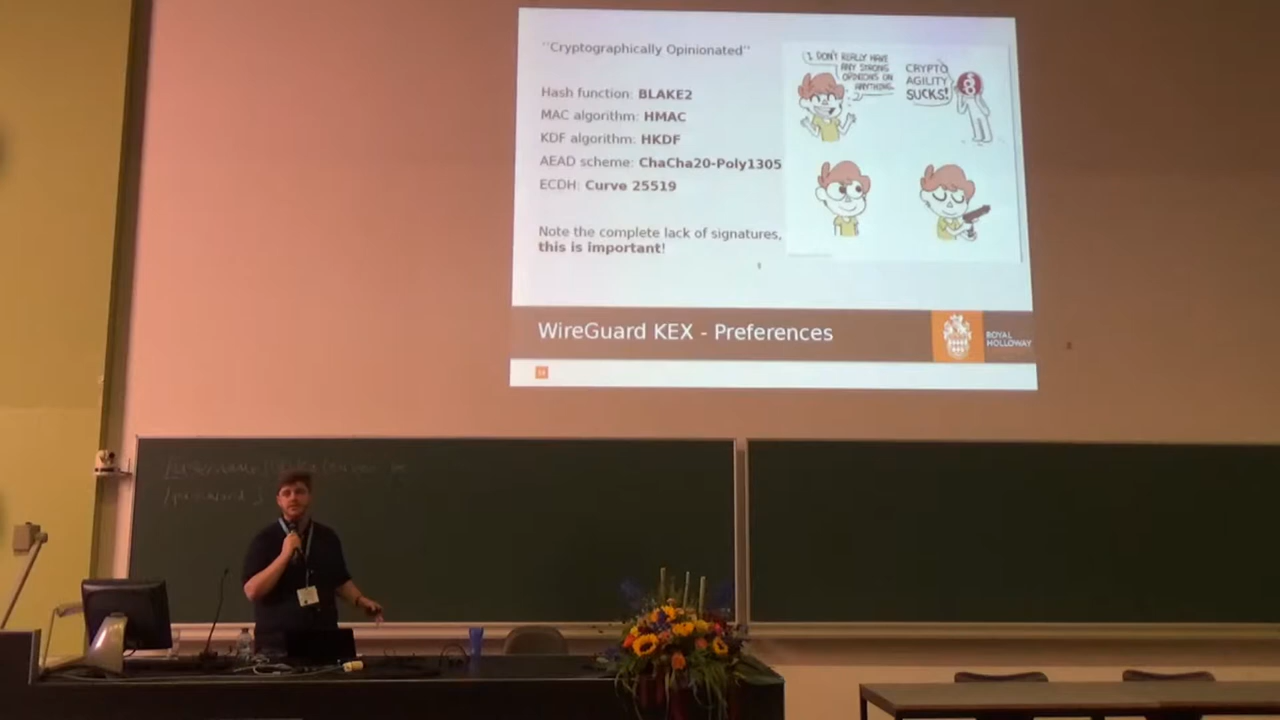 "Cryptographically Opinionated"
Hash function: BLAKE2
MAC algorithm: HMAC
KDF algorithm: HKDF
AEAD scheme: ChaCha20-Poly1305
ECDH: Curve 25519
Note the complete lack of signatures,
this is important!
I DON'T REALLY HAVE
ANY STRONG
OPINIONS ON
ANYTHING.
CRYPTO
AGILITY
SUCKS!
WireGuard KEX - Preferences
ROYAL
HOLLOWAY
/password